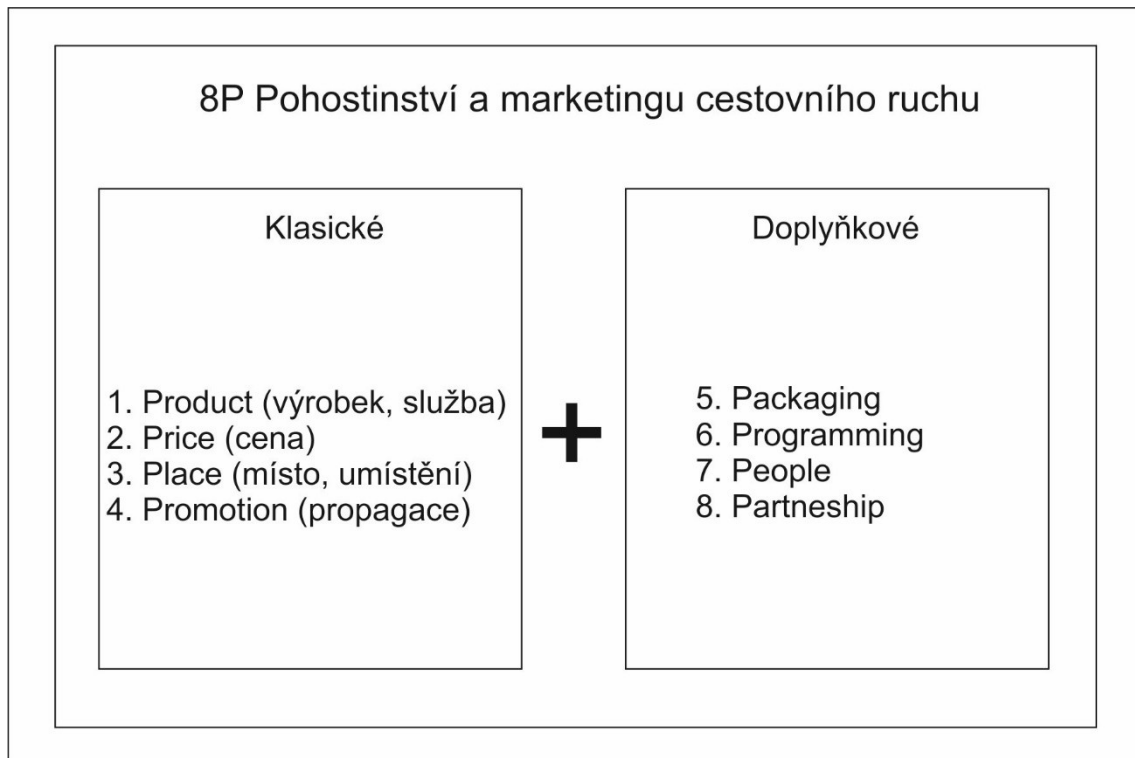 8P Pohostinství a marketingu cestovního ruchu
Klasické
1. Product (výrobek, služba)
2. Price (cena)
3. Place (místo, umístění)
4. Promotion (propagace)
+
Doplyňkové
5. Packaging
6. Programming
7. People
8. Partneship